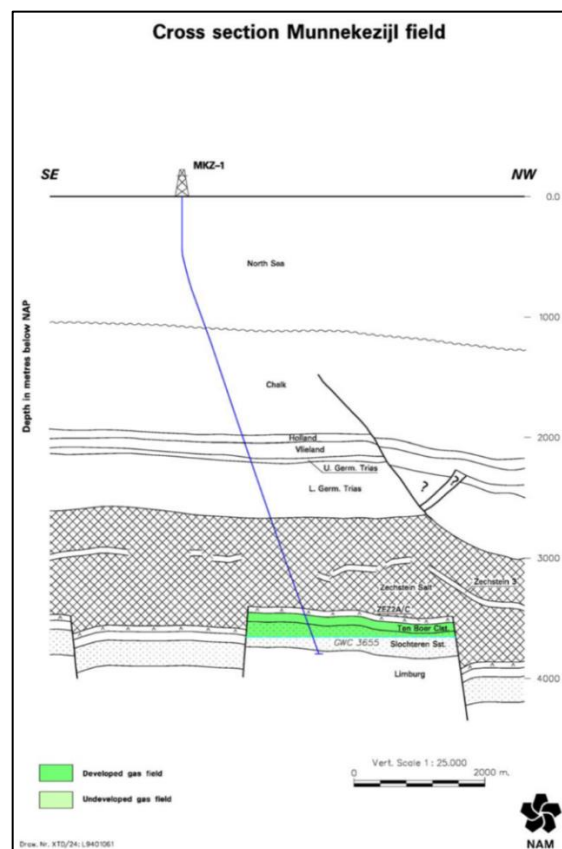 Cross section Munnekezijl field
MKZ-1
SE
NW
0.0
North Sea
Depth in metres below NAP
1000
Chalk
2000
Holland
Vlieland
U. Germ. Trias
L. Germ. Trias
?
?
3000
Zechstein Salt
Zechstein 3
ZEZ2A/C
Ten Boer Clst.
GWC 3655
Slochteren Sst.
Limburg
4000
Vert. Scale 1 : 25.000
0
2000 m.
Developed gas field
Undeveloped gas field
Draw. Nr. XTD/24; L9401061
NAM